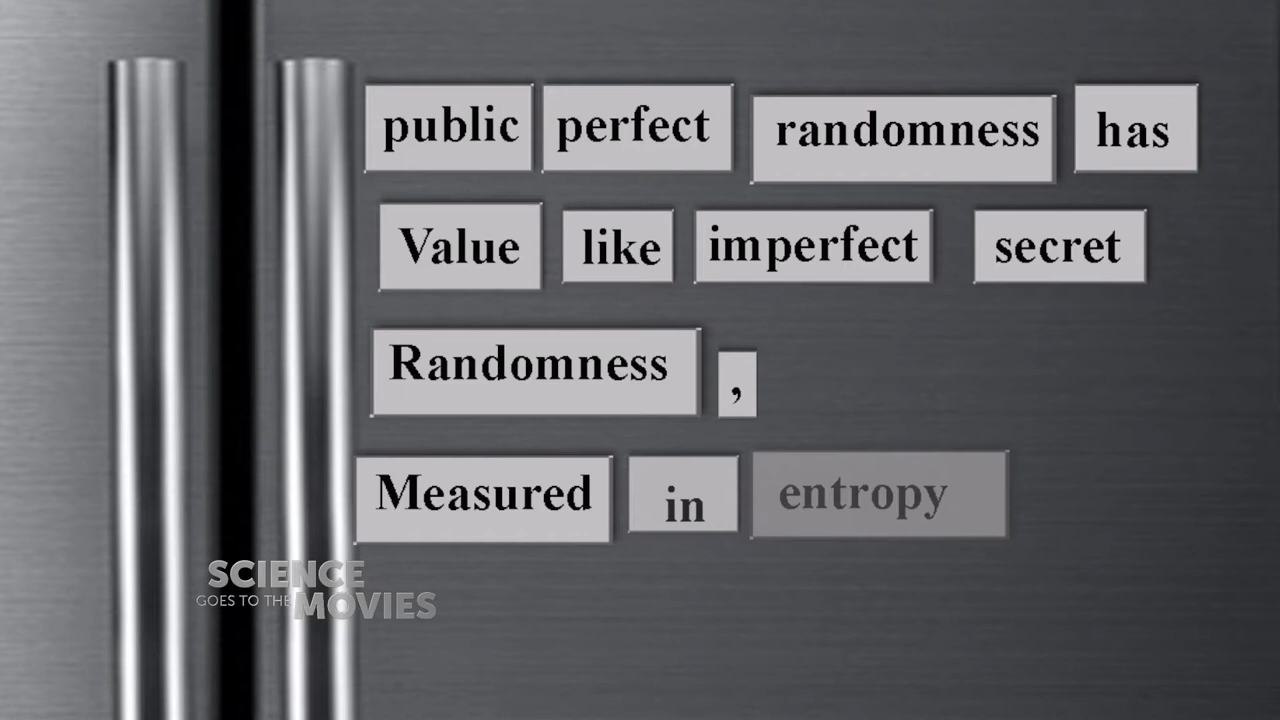 public perfect randomness has
Value like imperfect secret
Randomness ,
Measured in entropy
SCIENCE
GOES TO THE MOVIES